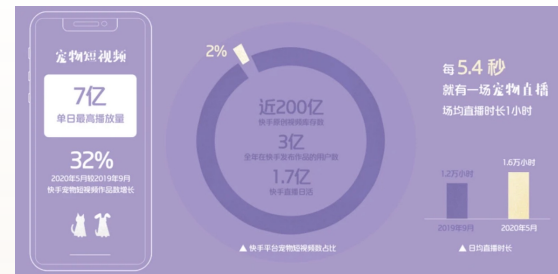 宠物短视频
7亿
单日最高播放量
32%
2020年5月较2019年9月
快手宠物短视频作品数增长
2%
近200亿
快手原创视频库存数
3亿
全年在快手发布作品的用户数
1.7亿
快手直播日活
▲ 快手平台宠物短视频数占比
每5.4秒
就有一场宠物直播
场均直播时长1小时
1.2万小时
1.6万小时
2019年9月
2020年5月
▲ 日均直播时长